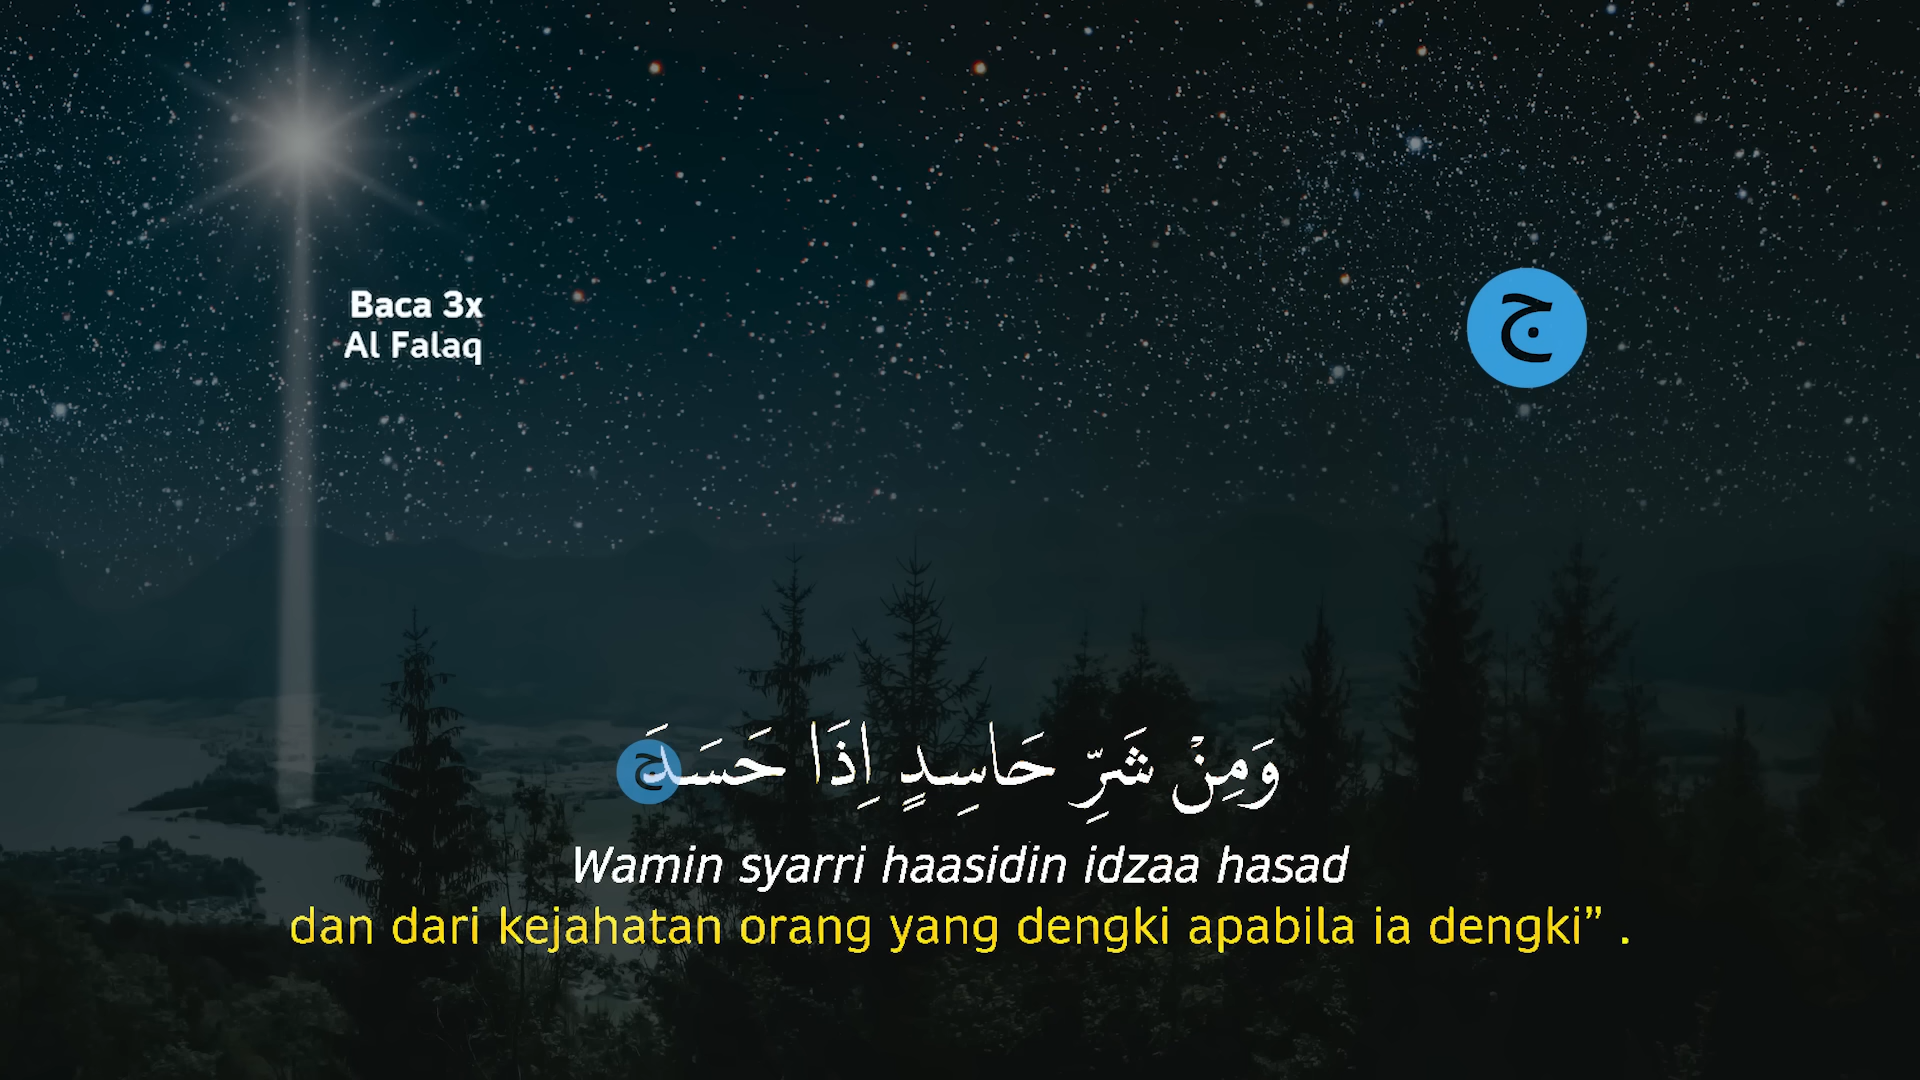 Baca 3x
Al Falaq
ج
وَمِنْ شَرِّ حَاسِدٍ اِذَا حَسَدَ ج
Wamin syarri haasidin idzaa hasad
dan dari kejahatan orang yang dengki apabila ia dengki” .